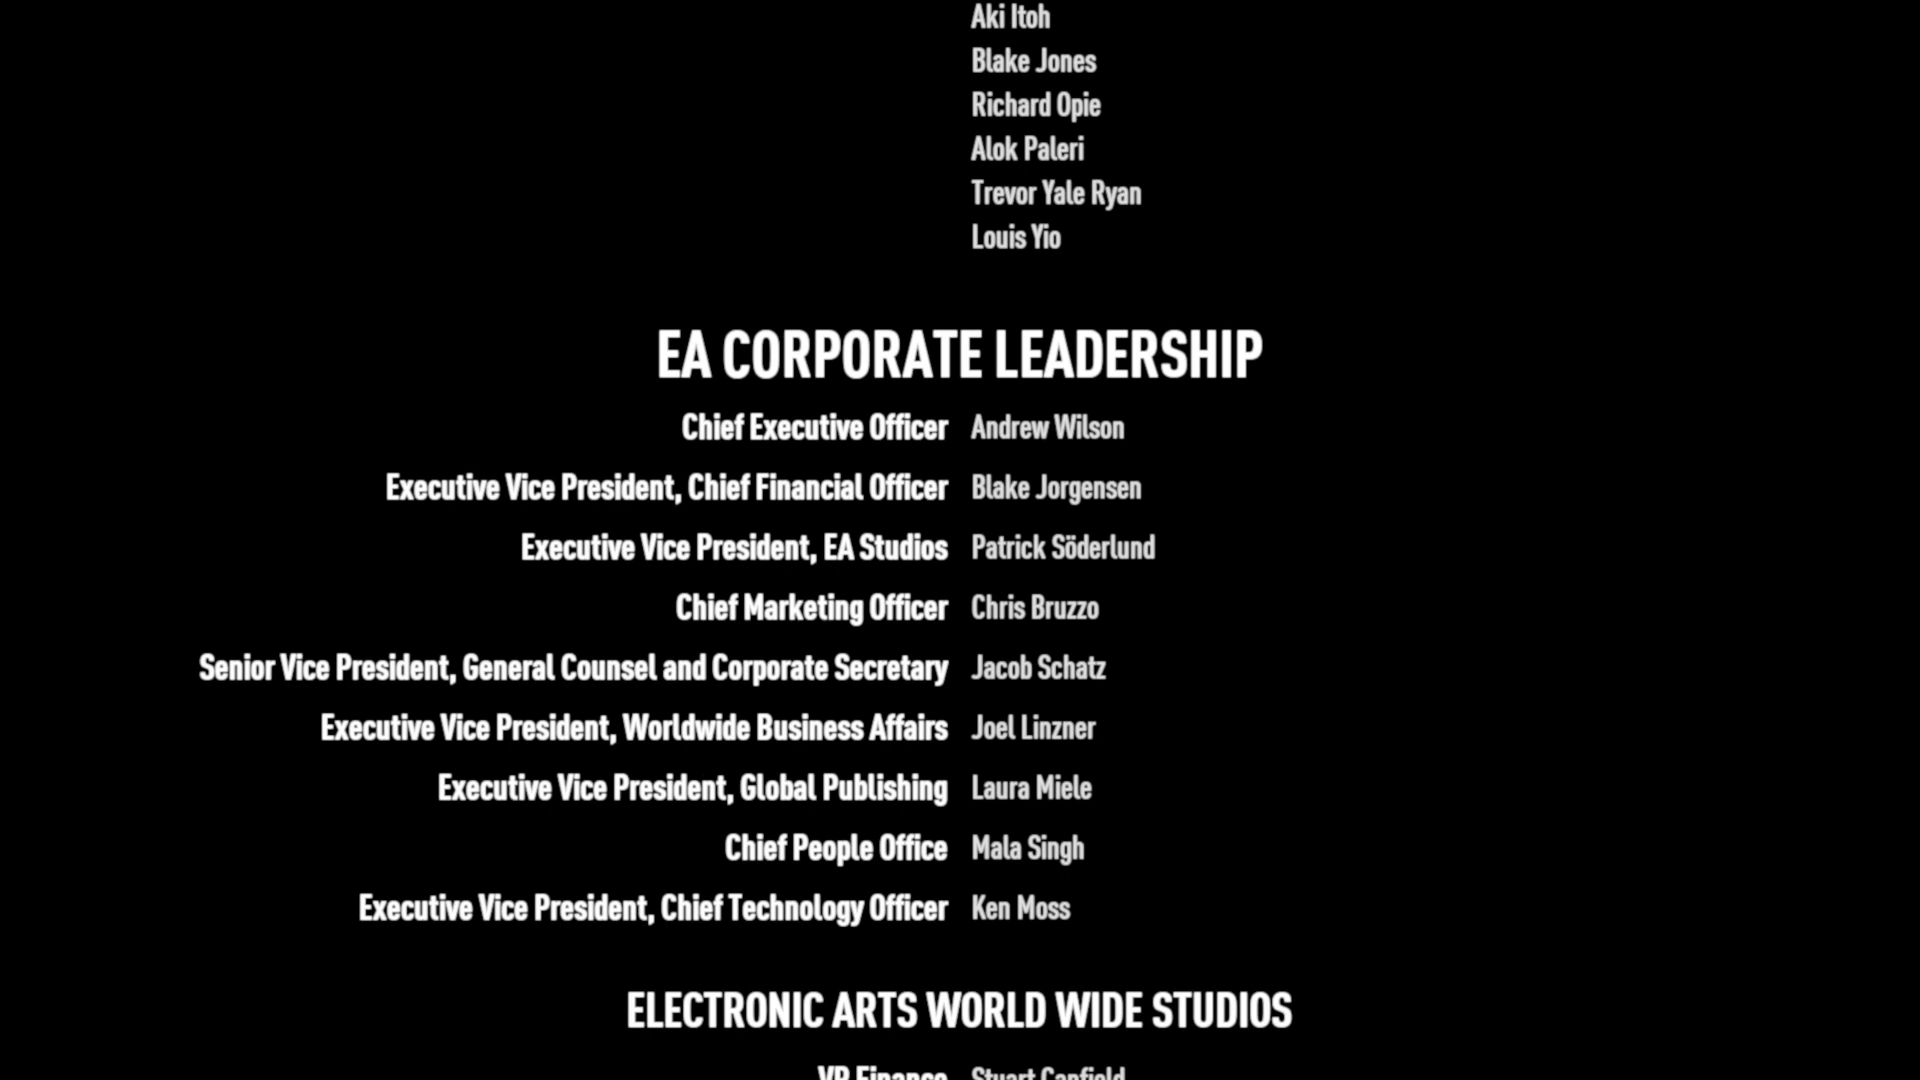 Aki Itoh
Blake Jones
Richard Opie
Alok Paleri
Trevor Yale Ryan
Louis Yio
EA CORPORATE LEADERSHIP
Chief Executive Officer Andrew Wilson
Executive Vice President, Chief Financial Officer Blake Jorgensen
Executive Vice President, EA Studios Patrick Söderlund
Chief Marketing Officer Chris Bruzzo
Senior Vice President, General Counsel and Corporate Secretary Jacob Schatz
Executive Vice President, Worldwide Business Affairs Joel Linzner
Executive Vice President, Global Publishing Laura Miele
Chief People Office Mala Singh
Executive Vice President, Chief Technology Officer Ken Moss
ELECTRONIC ARTS WORLD WIDE STUDIOS
VP Finance Stuart Canfield